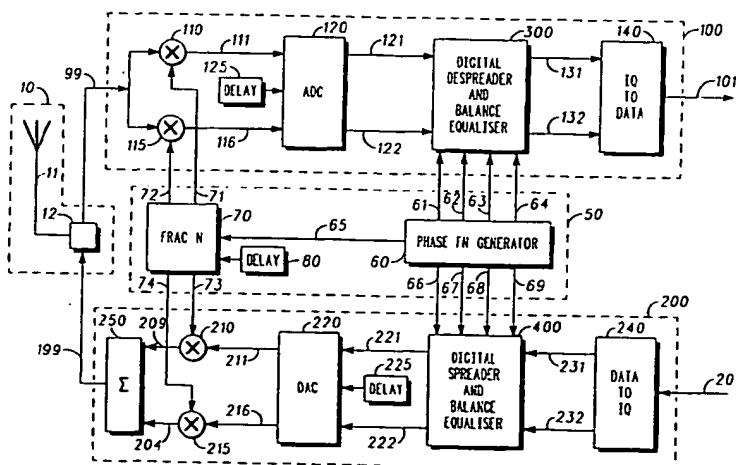 110
111
120
121
300
140
100
99
125
DELAY
ADC
DIGITAL
DESPREADER
AND
BALANCE
EQUALISER
131
IQ
TO
DATA
101
10
11
115
116
122
132
12
72
71
70
61
62
63
64
50
FRAC N
65
PHASE FN GENERATOR
DELAY
80
60
74
73
66
67
68
69
200
250
209
210
220
221
400
240
Σ
211
DAC
225
DELAY
DIGITAL
SPREADER
AND
BALANCE
EQUALISER
231
DATA
TO
IQ
20
199
204
215
216
222
232